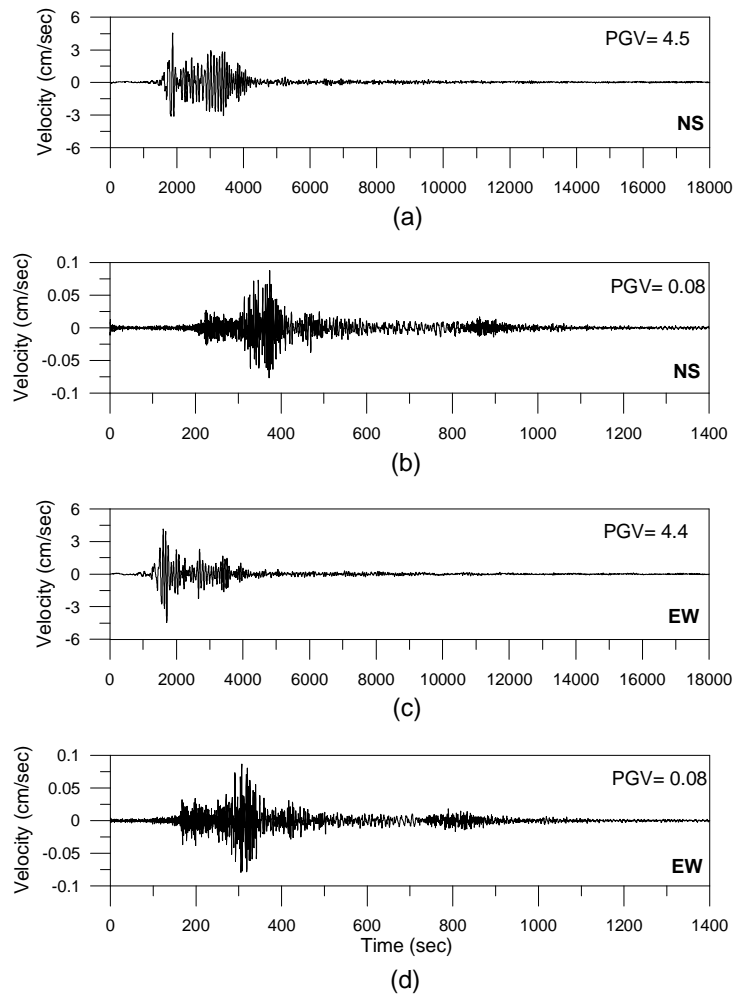 6
3
0
-3
-6
Velocity (cm/sec)
PGV= 4.5
NS
0 2000 4000 6000 8000 10000 12000 14000 16000 18000
(a)
0.1
0.05
0
-0.05
-0.1
Velocity (cm/sec)
PGV= 0.08
NS
0 200 400 600 800 1000 1200 1400
(b)
6
3
0
-3
-6
Velocity (cm/sec)
PGV= 4.4
EW
0 2000 4000 6000 8000 10000 12000 14000 16000 18000
(c)
0.1
0.05
0
-0.05
-0.1
Velocity (cm/sec)
PGV= 0.08
EW
0 200 400 600 800 1000 1200 1400
Time (sec)
(d)